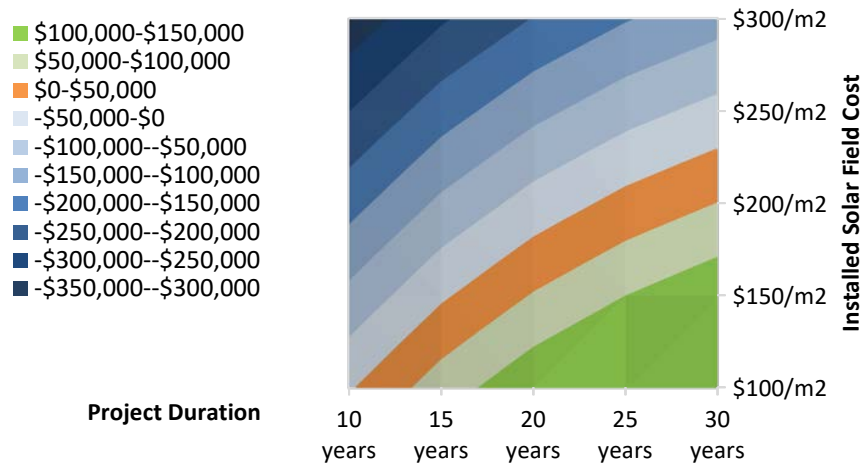 $100,000-$150,000
$50,000-$100,000
$0-$50,000
-$50,000-$0
-$100,000--$50,000
-$150,000--$100,000
-$200,000--$150,000
-$250,000--$200,000
-$300,000--$250,000
-$350,000--$300,000
$300/m2
$250/m2
$200/m2
$150/m2
$100/m2
Installed Solar Field Cost
Project Duration
10 15 20 25 30
years years years years years